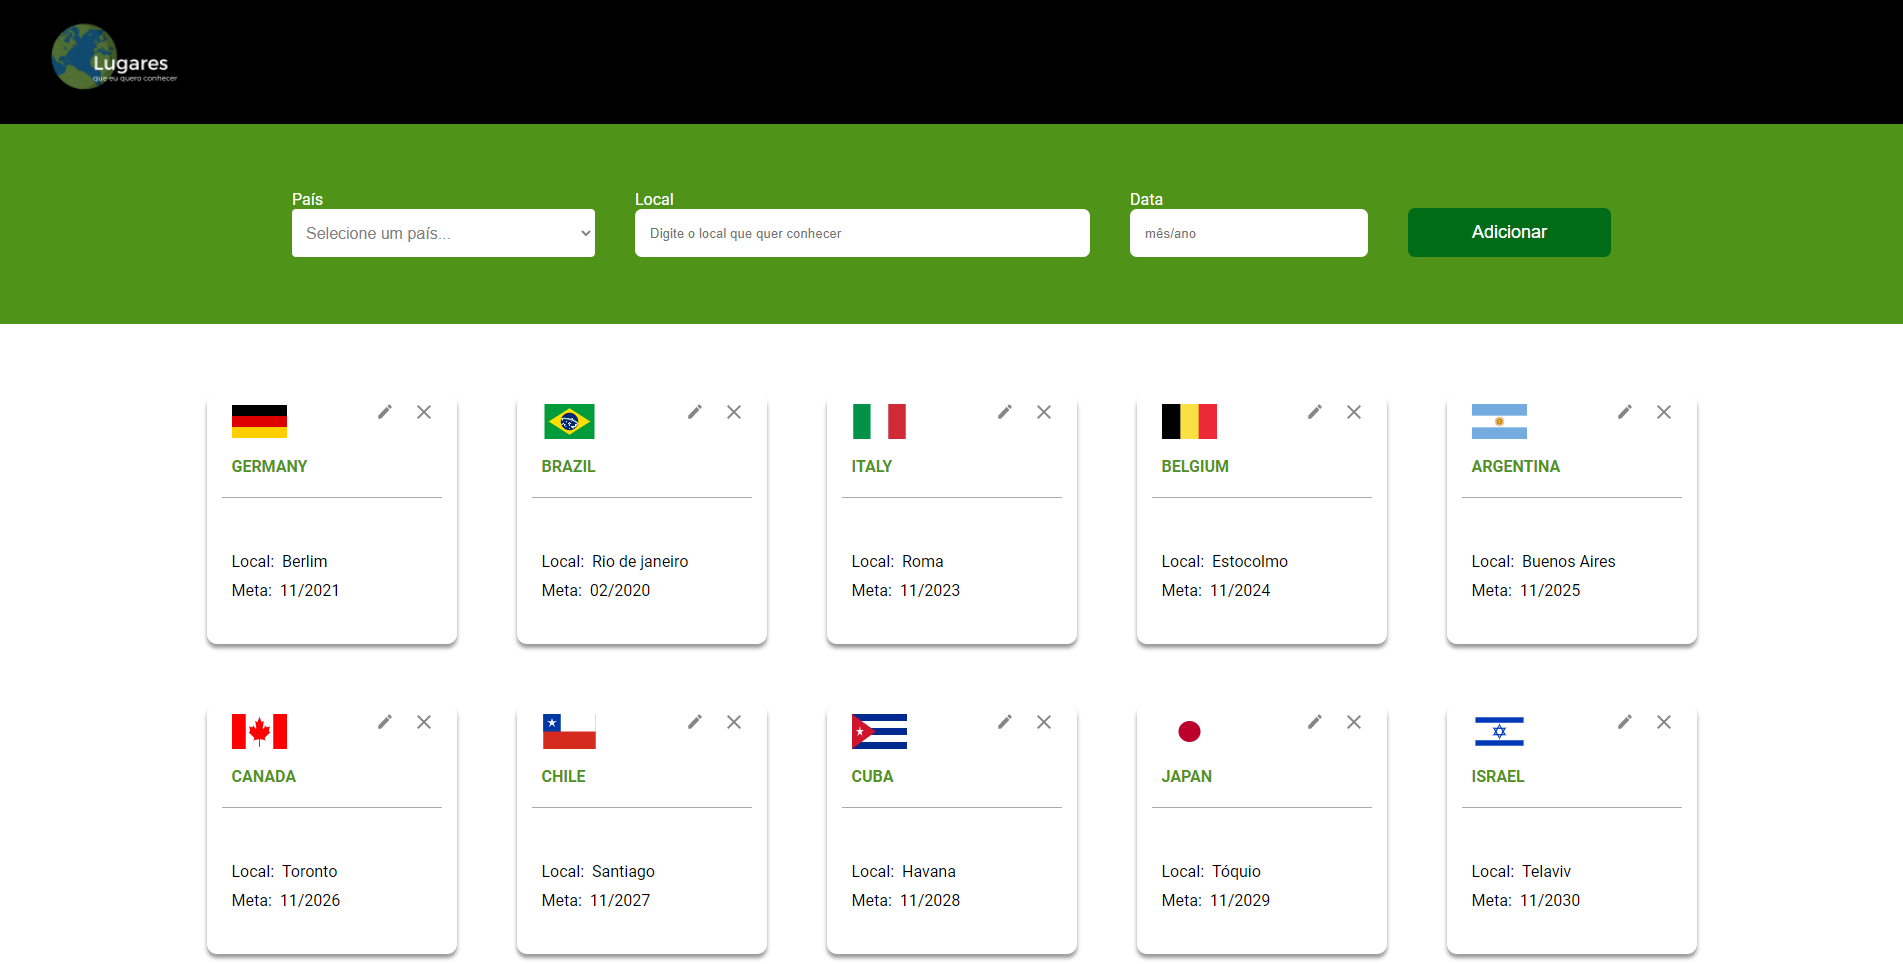 Lugares
que eu quero conhecer
País
Local
Data
Selecione um país...
Digite o local que quer conhecer
mês/ano
Adicionar
GERMANY
Local: Berlim
Meta: 11/2021
BRAZIL
Local: Rio de janeiro
Meta: 02/2020
ITALY
Local: Roma
Meta: 11/2023
BELGIUM
Local: Estocolmo
Meta: 11/2024
ARGENTINA
Local: Buenos Aires
Meta: 11/2025
CANADA
Local: Toronto
Meta: 11/2026
CHILE
Local: Santiago
Meta: 11/2027
CUBA
Local: Havana
Meta: 11/2028
JAPAN
Local: Tóquio
Meta: 11/2029
ISRAEL
Local: Telaviv
Meta: 11/2030